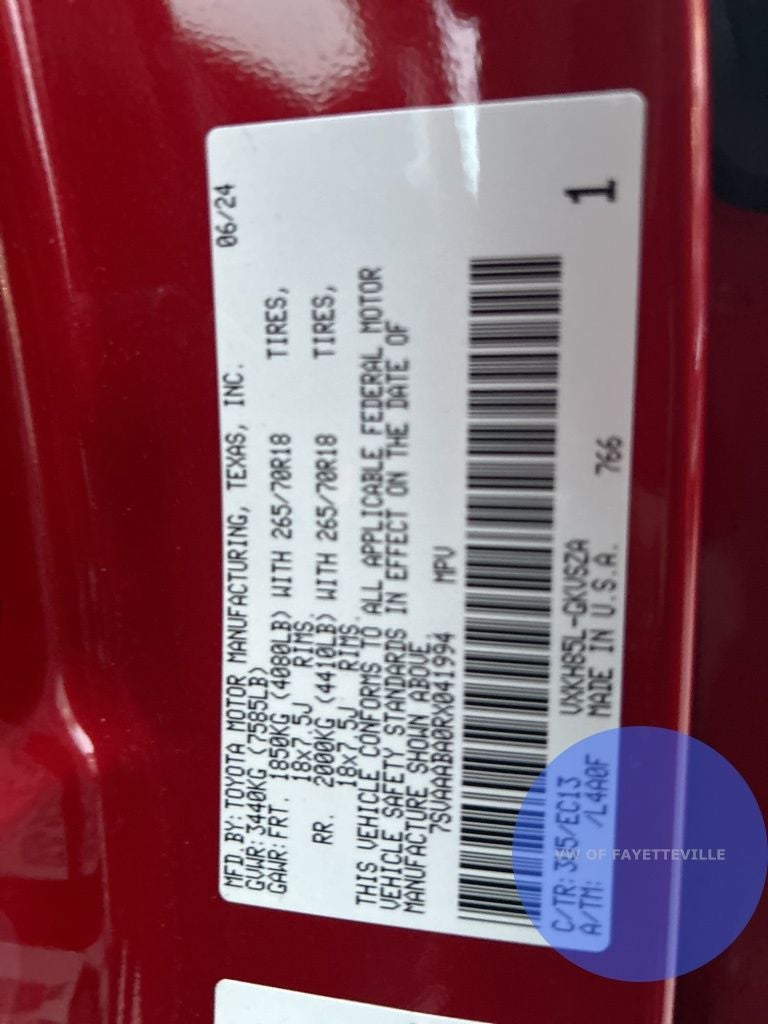 06/24
MFD.BY: TOYOTA MOTOR MANUFACTURING, TEXAS, INC.
GVWR: 3440KG (7585LB)
GAWR: FRT. 1850KG (4080LB) WITH 265/70R18 TIRES,
18x7.5J RIMS.
RR. 2000KG (4410LB) WITH 265/70R18 TIRES,
18x7.5J RIMS.
THIS VEHICLE CONFORMS TO ALL APPLICABLE FEDERAL MOTOR
VEHICLE SAFETY STANDARDS IN EFFECT ON THE DATE OF
MANUFACTURE SHOWN ABOVE.
7SVAAABA0RX041994 MPV
C/TR: 3R5/EC13 VXKH85L-GKVSZA
A/TM: /L4A0F MADE IN U.S.A. 766
1
VW OF FAYETTEVILLE